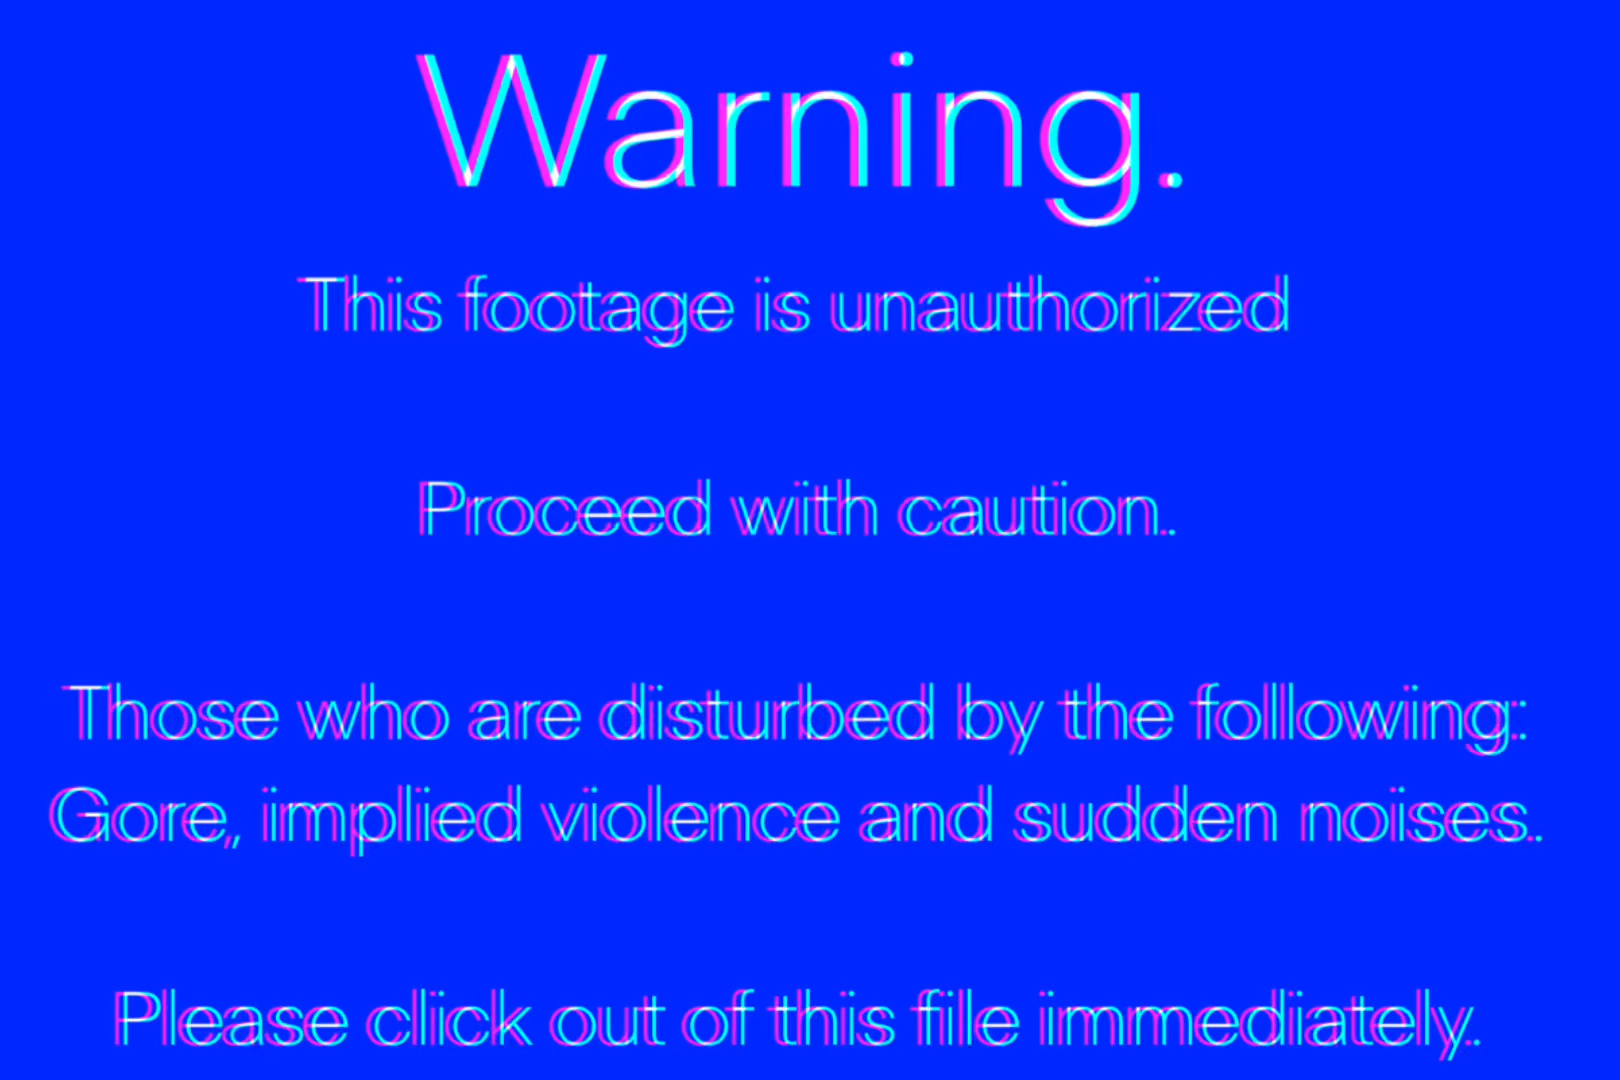 Warning.
This footage is unauthorized
Proceed with caution.
Those who are disturbed by the following:
Gore, implied violence and sudden noises.
Please click out of this file immediately.